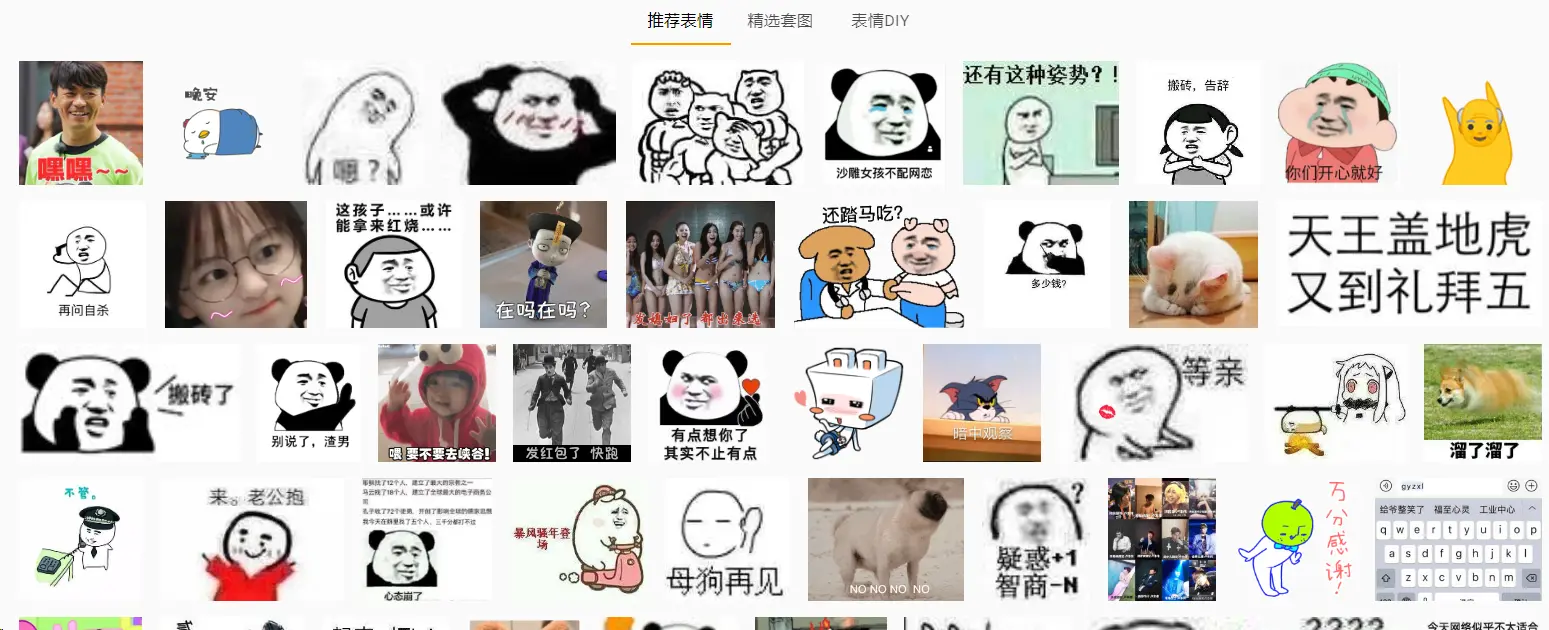 推荐表情
精选套图
表情DIY
嘿嘿~~
晚安
嗯?
沙雕女孩不配网恋
还有这种姿势?!
搬砖，告辞
你们开心就好
再问自杀
这孩子……或许
能拿来红烧……
在吗在吗?
还踏马吃?
多少钱?
天王盖地虎
又到礼拜五
搬砖了
别说了，渣男
喂 要不要去峡谷!
发红包了 快跑
有点想你了
其实不止有点
暗中观察
等亲
溜了溜了
不管。
来。老公抱
心态崩了
暴风骚年登
场
母狗再见
NO NO NO NO
?
疑惑+1
智商-N
万分感谢!
gyzxl
给爷整笑了 福至心灵 工业中心
q w e r t y u i o p
a s d f g h j k l
z x c v b n m
今天网络似乎不太适合